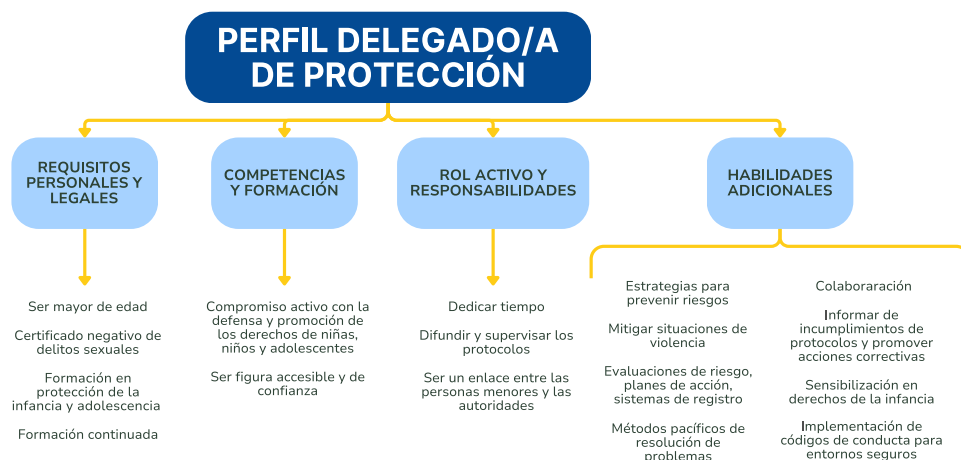 PERFIL DELEGADO/A
DE PROTECCIÓN
REQUISITOS
PERSONALES Y
LEGALES
COMPETENCIAS
Y FORMACIÓN
ROL ACTIVO Y
RESPONSABILIDADES
HABILIDADES
ADICIONALES
Ser mayor de edad
Certificado negativo de
delitos sexuales
Formación en
protección de la
infancia y adolescencia
Formación continuada
Compromiso activo con la
defensa y promoción de
los derechos de niñas,
niños y adolescentes
Ser figura accesible y de
confianza
Dedicar tiempo
Difundir y supervisar los
protocolos
Ser un enlace entre las
personas menores y las
autoridades
Estrategias para
prevenir riesgos
Mitigar situaciones de
violencia
Evaluaciones de riesgo,
planes de acción,
sistemas de registro
Métodos pacíficos de
resolución de
problemas
Colaboraración
Informar de
incumplimientos de
protocolos y promover
acciones correctivas
Sensibilización en
derechos de la infancia
Implementación de
códigos de conducta para
entornos seguros